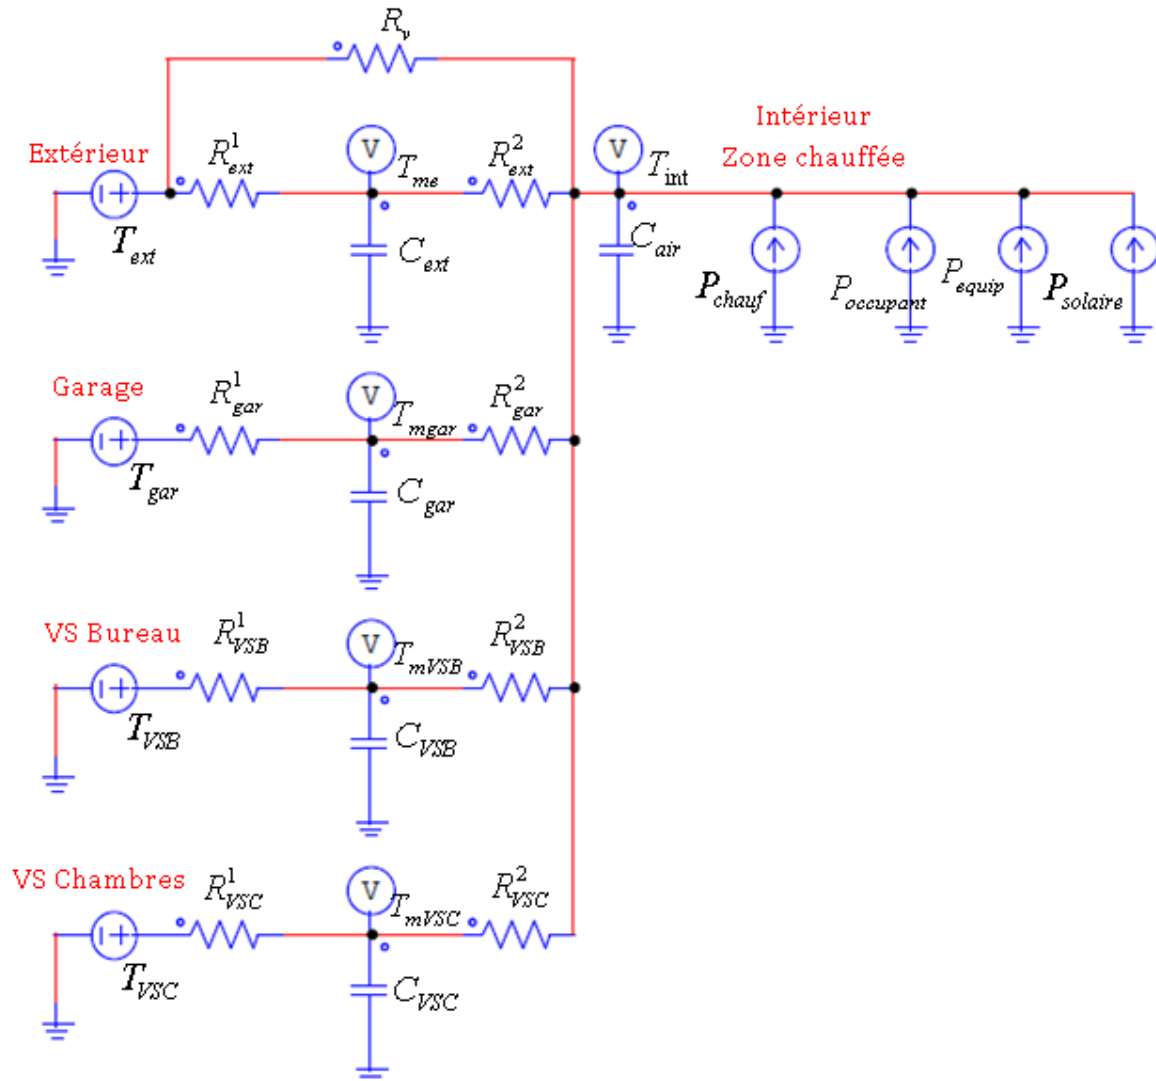 R_v
Extérieur
R^1_ext
V
T_me
R^2_ext
V
T_int
Intérieur
Zone chauffée
T_ext
C_ext
C_air
P_chauf
P_occupant
P_equip
P_solaire
Garage
R^1_gar
V
T_mgar
R^2_gar
T_gar
C_gar
VS Bureau
R^1_VSB
V
T_mVSB
R^2_VSB
T_VSB
C_VSB
VS Chambres
R^1_VSC
V
T_mVSC
R^2_VSC
T_VSC
C_VSC